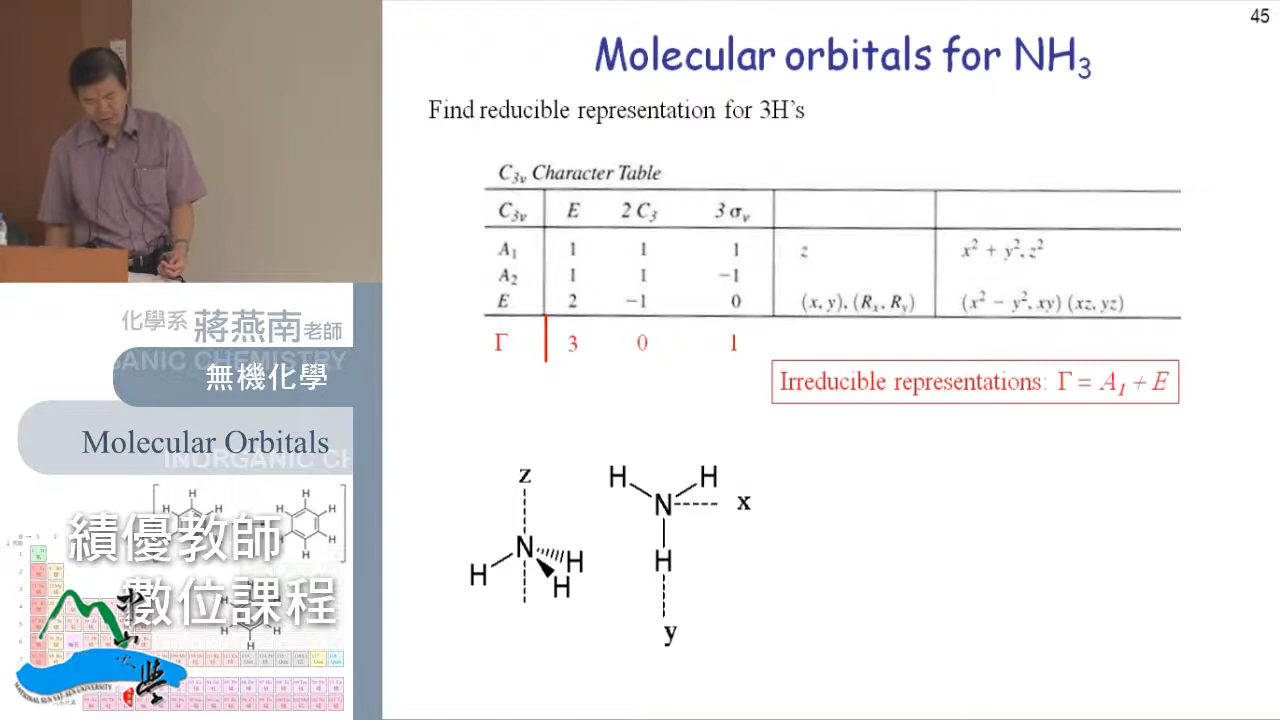 45
Molecular orbitals for NH3
Find reducible representation for 3H's
C3v Character Table
C3v E 2 C3 3 σv
A1 1 1 1 z x² + y², z²
A2 1 1 −1
E 2 −1 0 (x, y), (Rx, Ry) (x² − y², xy) (xz, yz)
Γ 3 0 1
Irreducible representations: Γ = A1 + E
z
N
H
H
H
H H
N x
H
y
化學系 蔣燕南老師
無機化學
Molecular Orbitals
INORGANIC CH
績優教師
數位課程